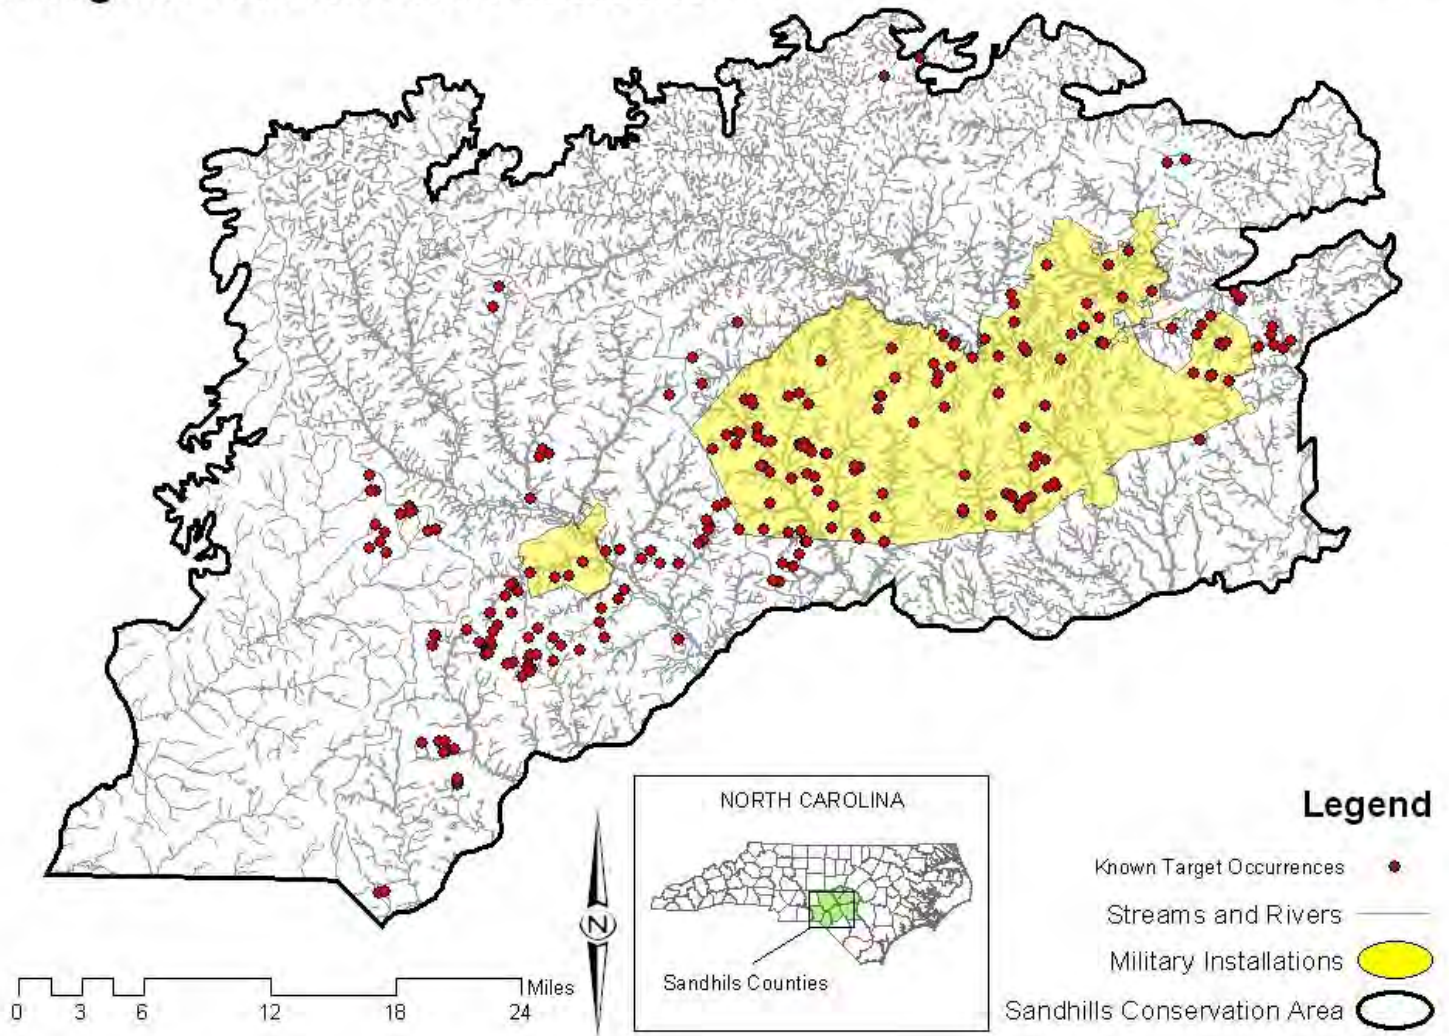 NORTH CAROLINA
Sandhills Counties
Legend
Known Target Occurrences
Streams and Rivers
Military Installations
Sandhills Conservation Area
Miles
0 3 6 12 18 24
N